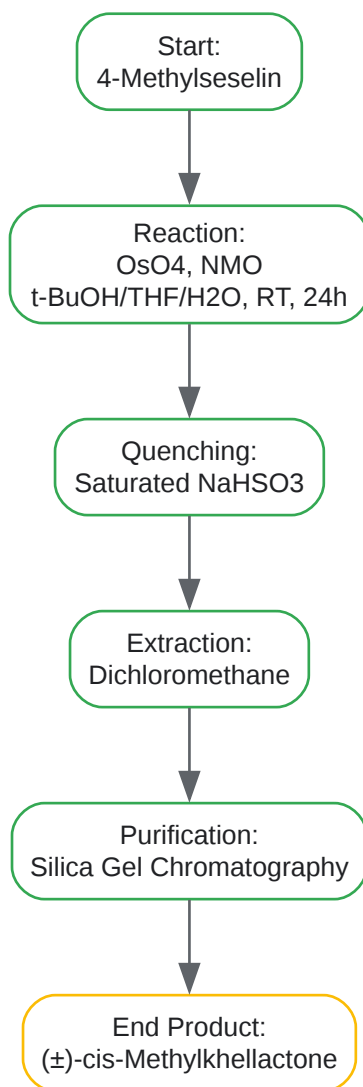 Start:
4-Methylseselin
Reaction:
OsO4, NMO
t-BuOH/THF/H2O, RT, 24h
Quenching:
Saturated NaHSO3
Extraction:
Dichloromethane
Purification:
Silica Gel Chromatography
End Product:
(±)-cis-Methylkhellactone